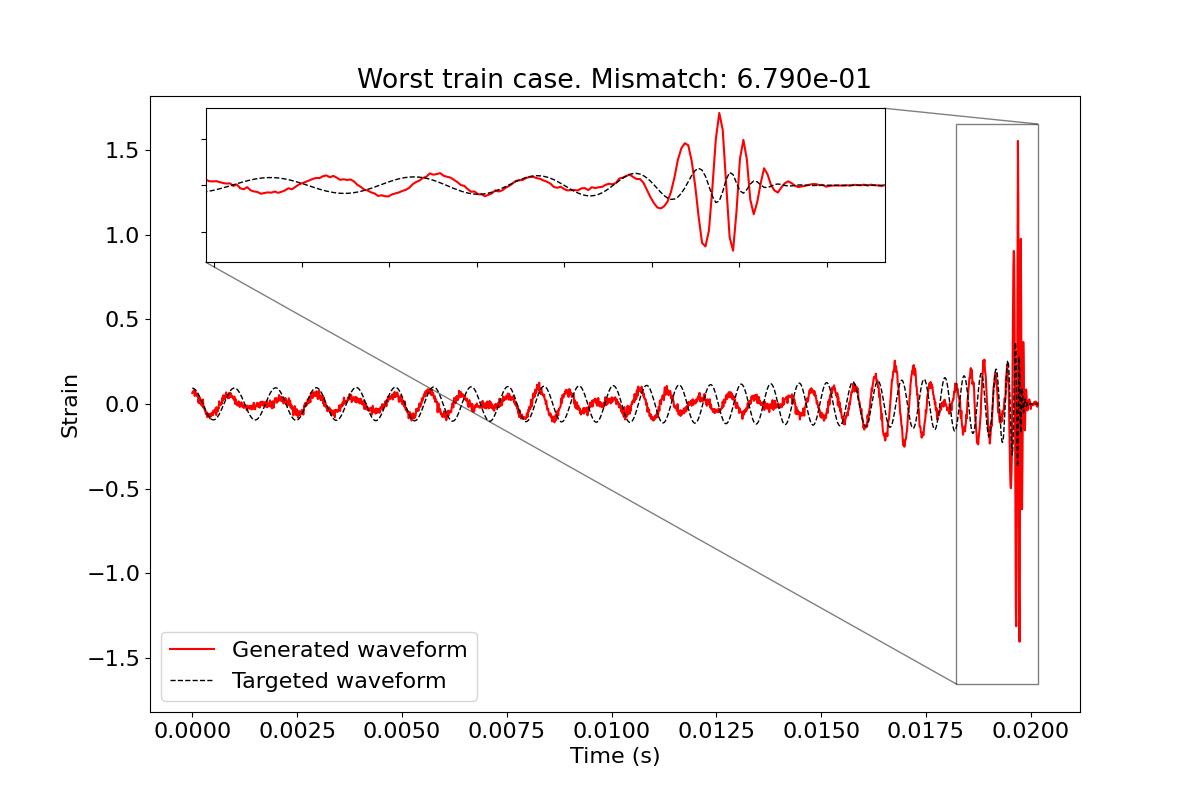 Worst train case. Mismatch: 6.790e-01
Strain
1.5
1.0
0.5
0.0
−0.5
−1.0
−1.5
Generated waveform
Targeted waveform
0.0000 0.0025 0.0050 0.0075 0.0100 0.0125 0.0150 0.0175 0.0200
Time (s)